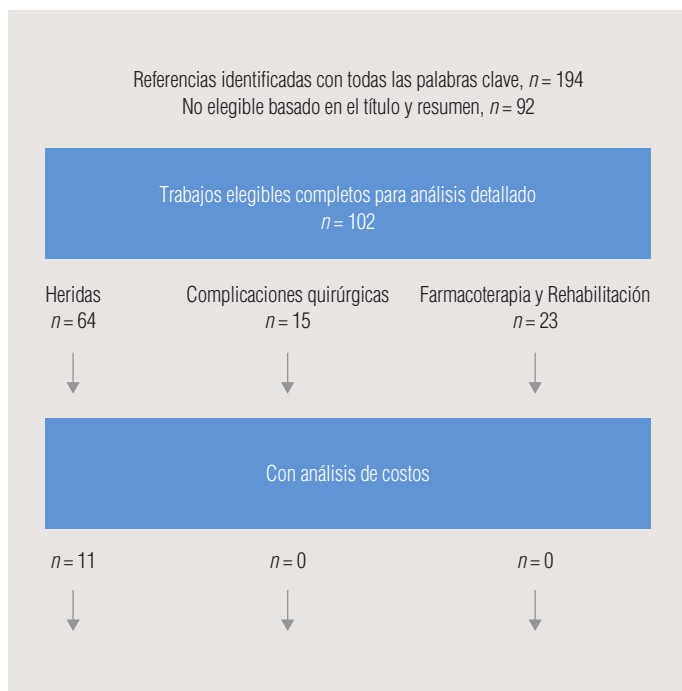 Referencias identificadas con todas las palabras clave, n = 194
No elegible basado en el título y resumen, n = 92
Trabajos elegibles completos para análisis detallado
n = 102
Heridas
n = 64
Complicaciones quirúrgicas
n = 15
Farmacoterapia y Rehabilitación
n = 23
Con análisis de costos
n = 11
n = 0
n = 0